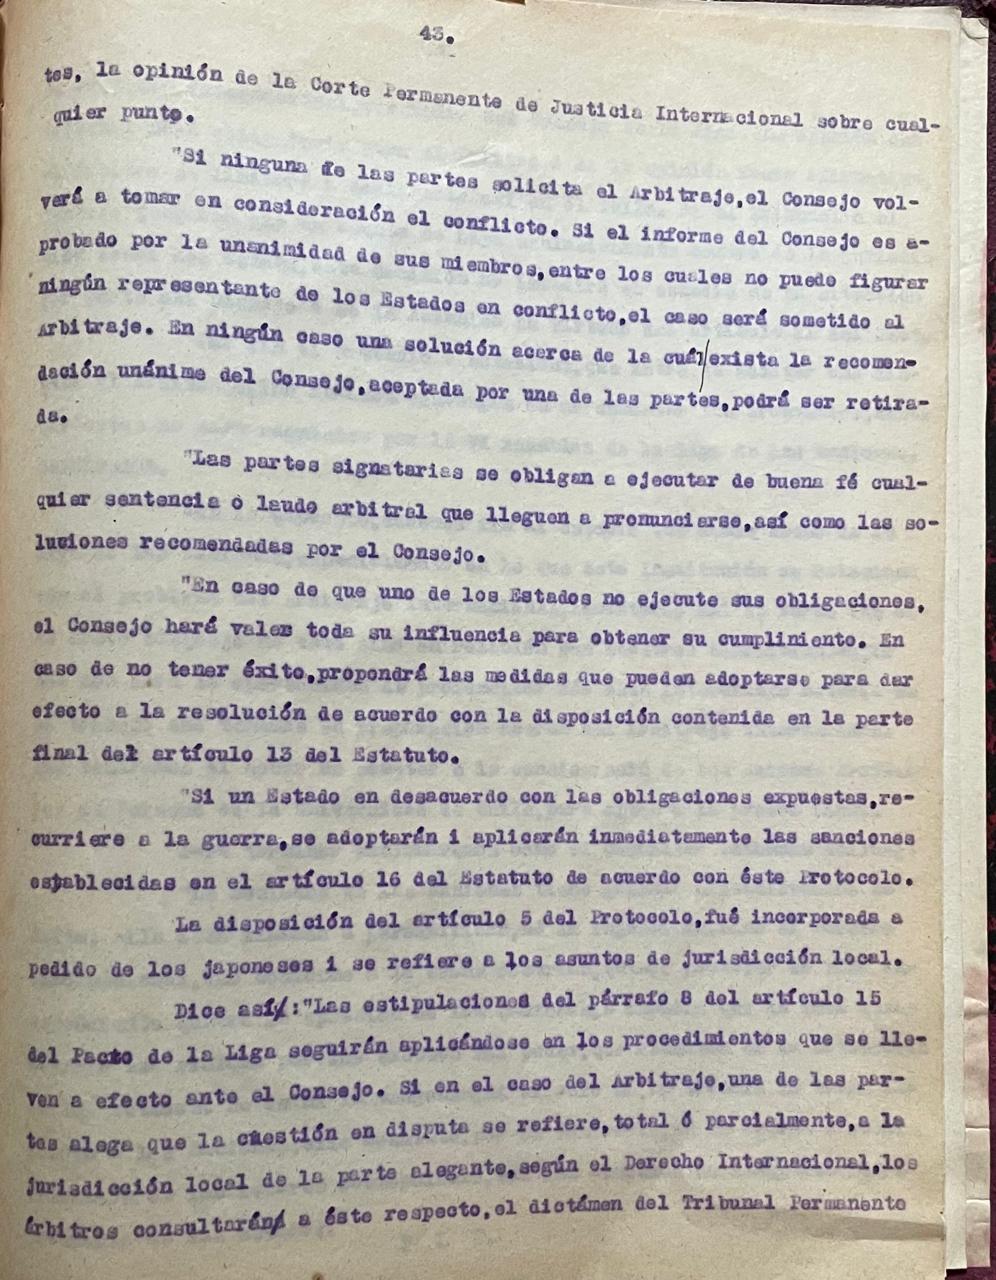 43.
tes, la opinión de la Corte Permanente de Justicia Internacional sobre cual-
quier punto.
"Si ninguna de las partes solicita el Arbitraje,el Consejo vol-
verá a tomar en consideración el conflicto. Si el informe del Consejo es a-
probado por la unanimidad de sus miembros,entre los cuales no puede figurar
ningún representante de los Estados en conflicto,el caso será sometido al
Arbitraje. En ningún caso una solución acerca de la cuál/exista la recomen-
dación unánime del Consejo,aceptada por una de las partes,podrá ser retira-
da.
"Las partes signatarias se obligan a ejecutar de buena fé cual-
quier sentencia ó laudo arbitral que lleguen a pronunciarse,así como las so-
luciones recomendadas por el Consejo.
"En caso de que uno de los Estados no ejecute sus obligaciones,
el Consejo hará valer toda su influencia para obtener su cumpliniento. En
caso de no tener éxito,propondrá las medidas que pueden adoptarse para dar
efecto a la resolución de acuerdo con la disposición contenida en la parte
final del artículo 13 del Estatuto.
"Si un Estado en desacuerdo con las obligaciones expuestas,re-
curriere a la guerra,se adoptarán i aplicarán inmediatamente las sanciones
establecidas en el artículo 16 del Estatuto de acuerdo con éste Protocolo.
La disposición del artículo 5 del Protocolo,fué incorporada a
pedido de los japoneses i se refiere a los asuntos de jurisdicción local.
Dice así/:"Las estipulaciones del párrafo 8 del artículo 15
del Pacto de la Liga seguirán aplicándose en los procedimientos que se lle-
ven a efecto ante el Consejo. Si en el caso del Arbitraje,una de las par-
tes alega que la cuestión en disputa se refiere,total ó parcialmente,a la
jurisdicción local de la parte alegante,según el Derecho Internacional,los
árbitros consultarán/ a éste respecto,el dictámen del Tribunal Permanente